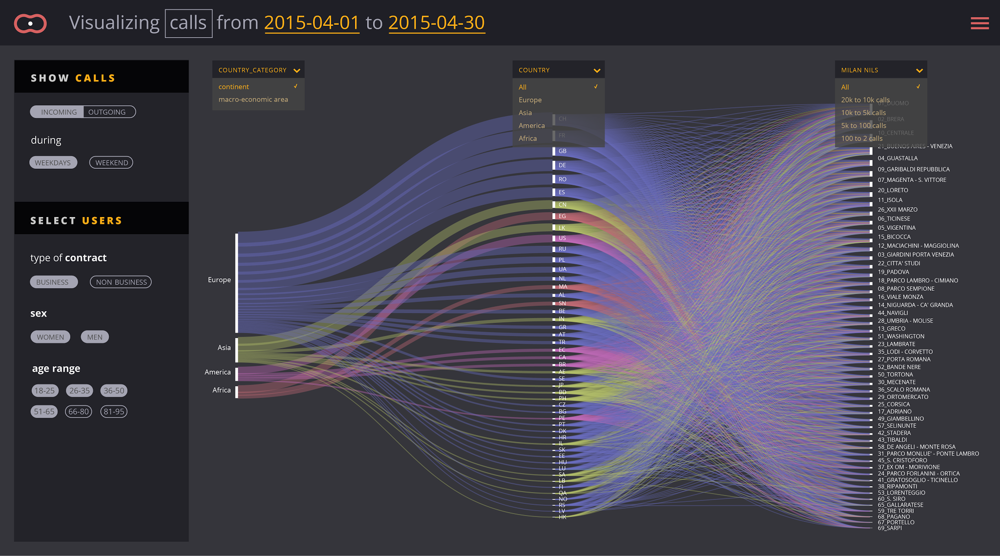 Visualizing calls from 2015-04-01 to 2015-04-30
SHOW CALLS
INCOMING OUTGOING
during
WEEKDAYS WEEKEND
SELECT USERS
type of contract
BUSINESS NON BUSINESS
sex
WOMEN MEN
age range
18-25 26-35 36-50
51-65 66-80 81-95
COUNTRY_CATEGORY
continent
macro-economic area
Europe
Asia
America
Africa
COUNTRY
All
Europe
Asia
America
Africa
CH
FR
GB
DE
RO
ES
CN
EG
LK
US
RU
PL
UA
NL
MA
AL
SN
BE
IN
GR
AT
TR
EC
CA
BR
AE
SE
JP
BD
PH
CZ
BG
PE
PT
DK
HR
IL
SK
EE
HU
LU
SA
LB
FI
QA
NO
RS
LV
HK
MILAN NILS
All
20k to 10k calls
10k to 5k calls
5k to 100 calls
100 to 2 calls
01_DUOMO
02_BRERA
10_CENTRALE
21_BUENOS AIRES - VENEZIA
04_GUASTALLA
09_GARIBALDI REPUBBLICA
07_MAGENTA - S. VITTORE
20_LORETO
11_ISOLA
26_XXII MARZO
06_TICINESE
05_VIGENTINA
15_BICOCCA
12_MACIACHINI - MAGGIOLINA
03_GIARDINI PORTA VENEZIA
22_CITTA' STUDI
19_PADOVA
18_PARCO LAMBRO - CIMIANO
08_PARCO SEMPIONE
16_VIALE MONZA
14_NIGUARDA - CA' GRANDA
44_NAVIGLI
28_UMBRIA - MOLISE
13_GRECO
51_WASHINGTON
23_LAMBRATE
35_LODI - CORVETTO
27_PORTA ROMANA
52_BANDE NERE
50_TORTONA
30_MECENATE
36_SCALO ROMANA
29_ORTOMERCATO
25_CORSICA
17_ADRIANO
49_GIAMBELLINO
57_SELINUNTE
42_STADERA
43_TIBALDI
58_DE ANGELI - MONTE ROSA
31_PARCO MONLUE' - PONTE LAMBRO
45_S. CRISTOFORO
37_EX OM - MORIVIONE
24_PARCO FORLANINI - ORTICA
41_GRATOSOGLIO - TICINELLO
38_RIPAMONTI
53_LORENTEGGIO
60_S. SIRO
65_GALLARATESE
59_TRE TORRI
68_PAGANO
67_PORTELLO
69_SARPI